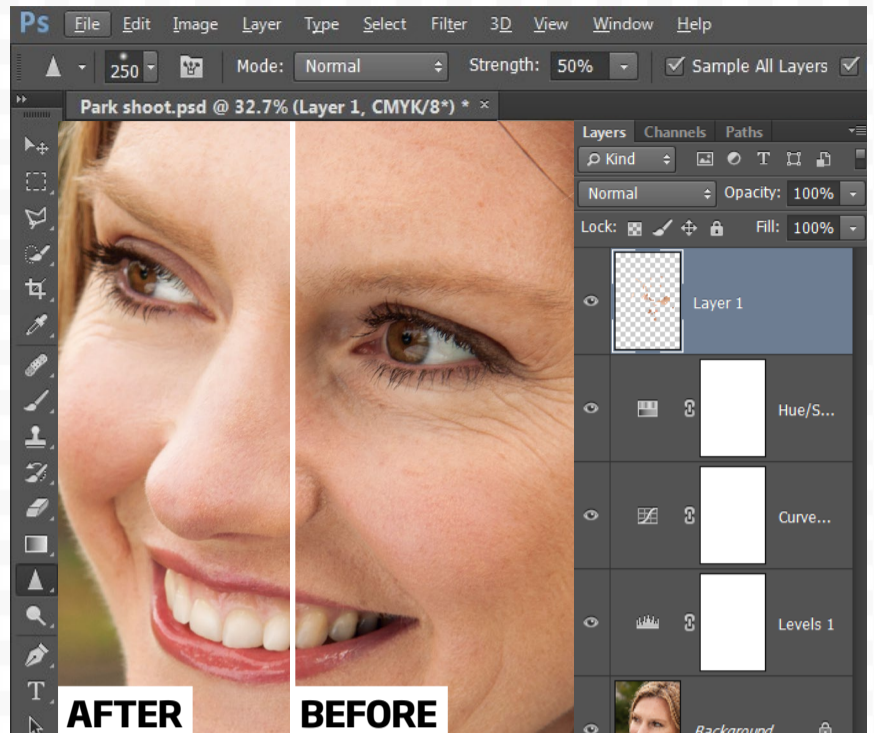 Ps File Edit Image Layer Type Select Filter 3D View Window Help
250 Mode: Normal Strength: 50% Sample All Layers
Park shoot.psd @ 32.7% (Layer 1, CMYK/8*) * ×
Layers Channels Paths
Kind T
Normal Opacity: 100%
Lock: Fill: 100%
Layer 1
Hue/S...
Curve...
Levels 1
T
AFTER BEFORE
Background